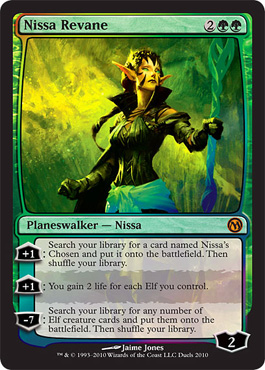 Nissa Revane 2
Planeswalker — Nissa
+1: Search your library for a card named Nissa's
Chosen and put it onto the battlefield. Then
shuffle your library.
+1: You gain 2 life for each Elf you control.
-7: Search your library for any number of
Elf creature cards and put them onto the
battlefield. Then shuffle your library.
2
Jaime Jones
™ & © 1993–2010 Wizards of the Coast LLC Duels 2010